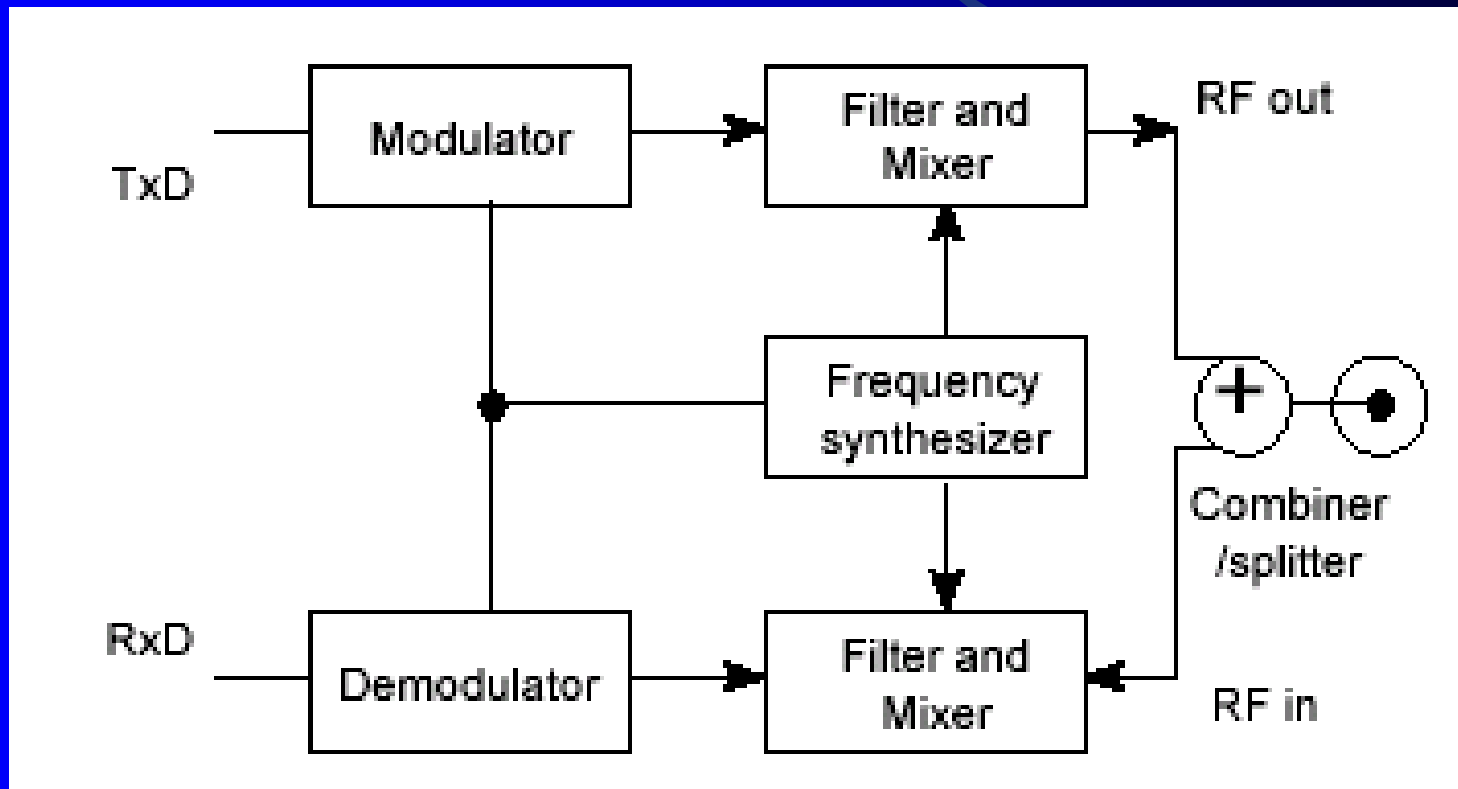 TxD
Modulator
Filter and
Mixer
RF out
Frequency
synthesizer
+
Combiner
/splitter
RxD
Demodulator
Filter and
Mixer
RF in